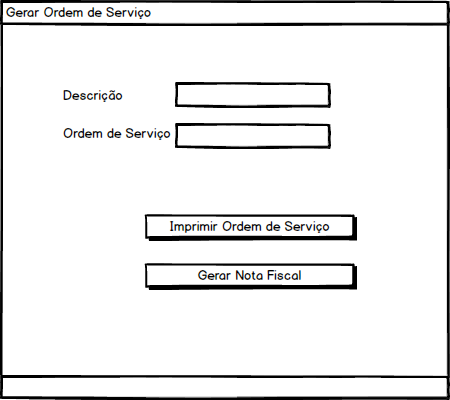 Gerar Ordem de Serviço
Descrição
Ordem de Serviço
Imprimir Ordem de Serviço
Gerar Nota Fiscal